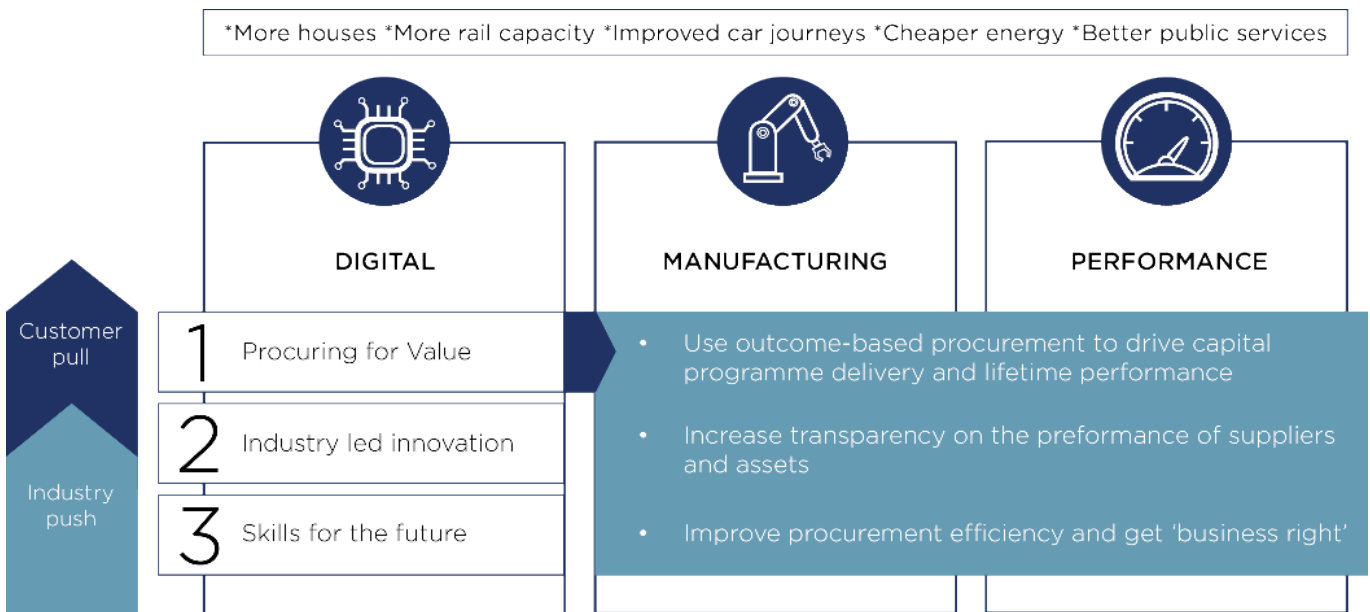 *More houses *More rail capacity *Improved car journeys *Cheaper energy *Better public services
DIGITAL
MANUFACTURING
PERFORMANCE
Customer
pull
Industry
push
1 Procuring for Value
2 Industry led innovation
3 Skills for the future
• Use outcome-based procurement to drive capital
programme delivery and lifetime performance
• Increase transparency on the preformance of suppliers
and assets
• Improve procurement efficiency and get ‘business right’